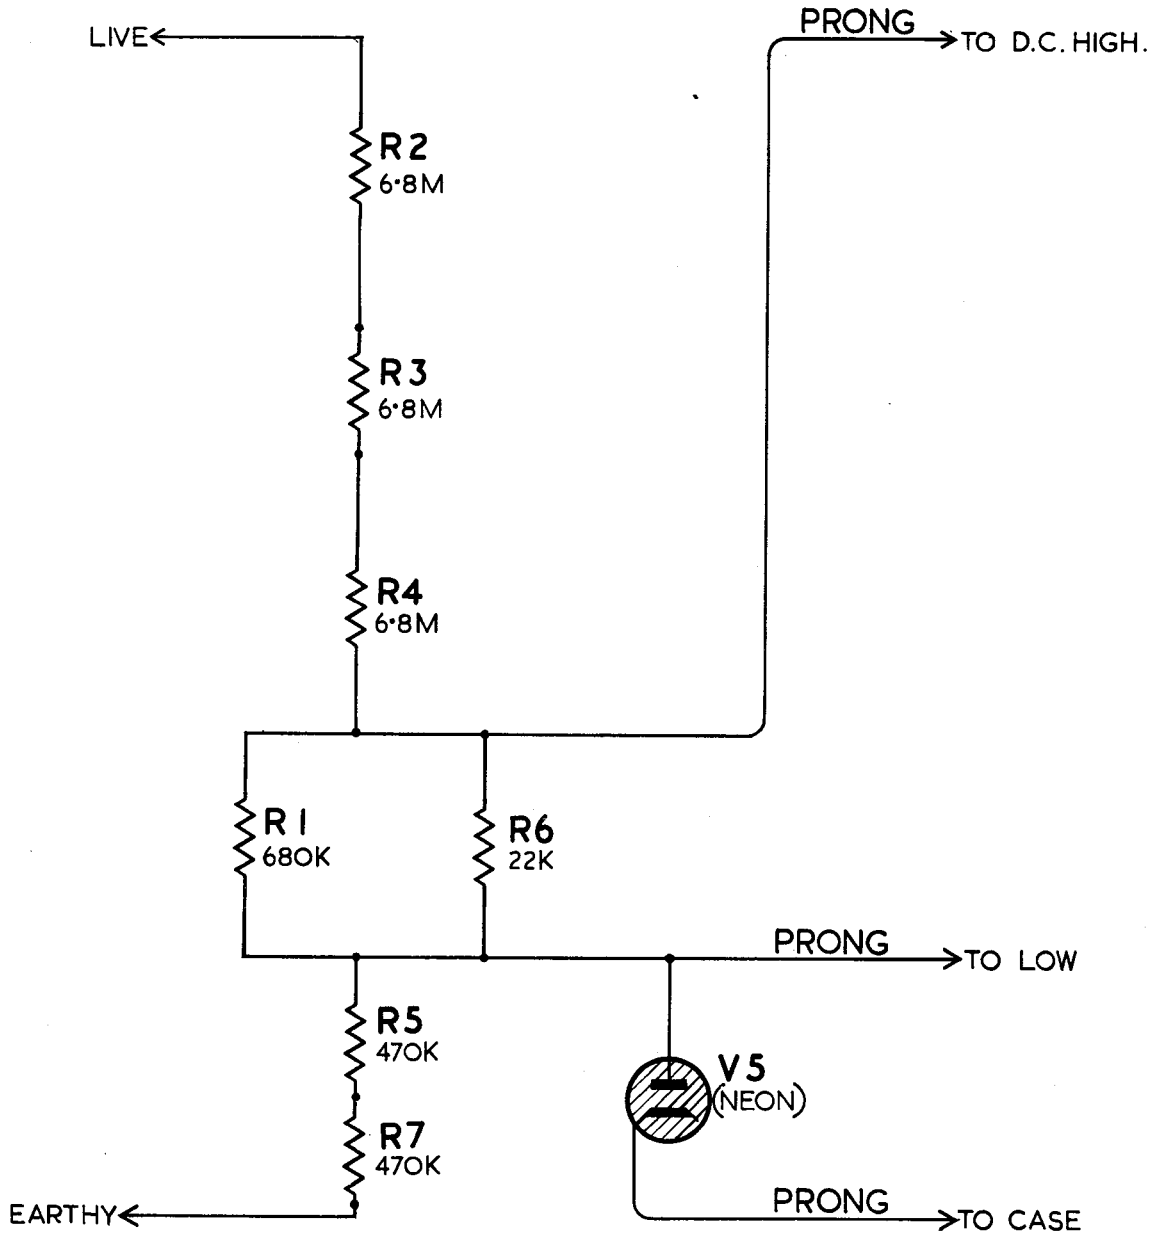 LIVE
PRONG
TO D.C. HIGH.
R2
6·8M
R3
6·8M
R4
6·8M
R1
680K
R6
22K
PRONG
TO LOW
R5
470K
V5
(NEON)
R7
470K
EARTHY
PRONG
TO CASE